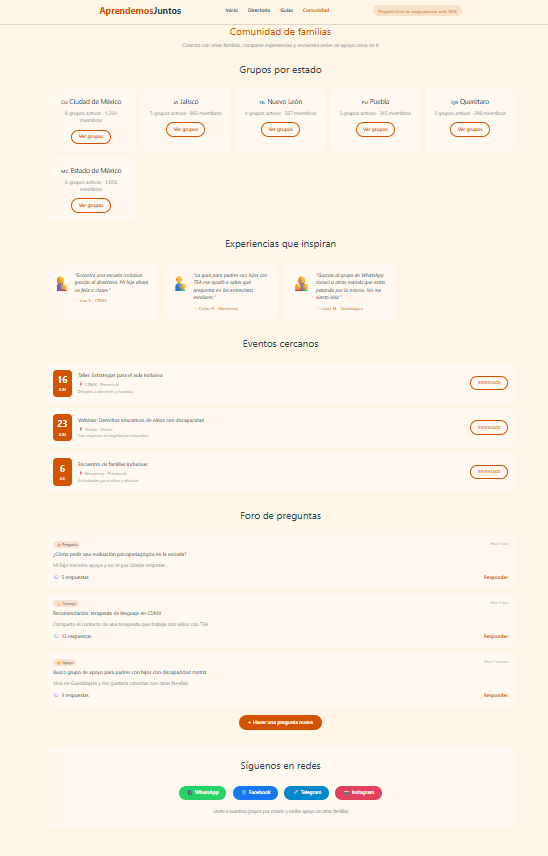 AprendemosJuntos
Inicio
Directorio
Guías
Comunidad
Proyecto final de programación web 2026
Comunidad de familias
Conecta con otras familias, comparte experiencias y encuentra redes de apoyo cerca de ti
Grupos por estado
CD Ciudad de México
8 grupos activos · 1,234
miembros
Ver grupos
JA Jalisco
5 grupos activos · 892 miembros
Ver grupos
NL Nuevo León
4 grupos activos · 567 miembros
Ver grupos
PU Puebla
3 grupos activos · 345 miembros
Ver grupos
QR Querétaro
3 grupos activos · 298 miembros
Ver grupos
MC Estado de México
6 grupos activos · 1,056
miembros
Ver grupos
Experiencias que inspiran
"Encontré una escuela inclusiva
gracias al directorio. Mi hija ahora
va feliz a clases."
— Ana S. · CDMX
"La guía para padres con hijos con
TEA me ayudó a saber qué
preguntar en las entrevistas
escolares."
— Carlos R. · Monterrey
"Gracias al grupo de WhatsApp
conocí a otras mamás que están
pasando por lo mismo. No me
siento sola."
— Laura M. · Guadalajara
Eventos cercanos
16
JUN
Taller: Estrategias para el aula inclusiva
CDMX · Presencial
Dirigido a docentes y familias
Interesado
23
JUN
Webinar: Derechos educativos de niños con discapacidad
Online · Online
Con expertos en legislación educativa
Interesado
6
JUL
Encuentro de familias inclusivas
Monterrey · Presencial
Actividades para niños y pláticas
Interesado
Foro de preguntas
Pregunta
¿Cómo pedir una evaluación psicopedagógica en la escuela?
Mi hijo necesita apoyo y no sé por dónde empezar...
5 respuestas
Responder
Consejo
Recomendación: terapeuta de lenguaje en CDMX
Comparto el contacto de una terapeuta que trabaja con niños con TEA
12 respuestas
Responder
Apoyo
Hace 1 semana
Busco grupo de apoyo para padres con hijos con discapacidad motriz
Vivo en Guadalajara y me gustaría conversar con otras familias
3 respuestas
Responder
+ Hacer una pregunta nueva
Síguenos en redes
WhatsApp
Facebook
Telegram
Instagram
Únete a nuestros grupos por estado y recibe apoyo de otras familias